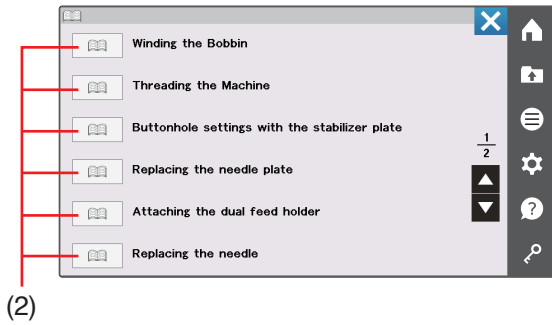 Winding the Bobbin
Threading the Machine
Buttonhole settings with the stabilizer plate
1
2
Replacing the needle plate
Attaching the dual feed holder
?
Replacing the needle
(2)